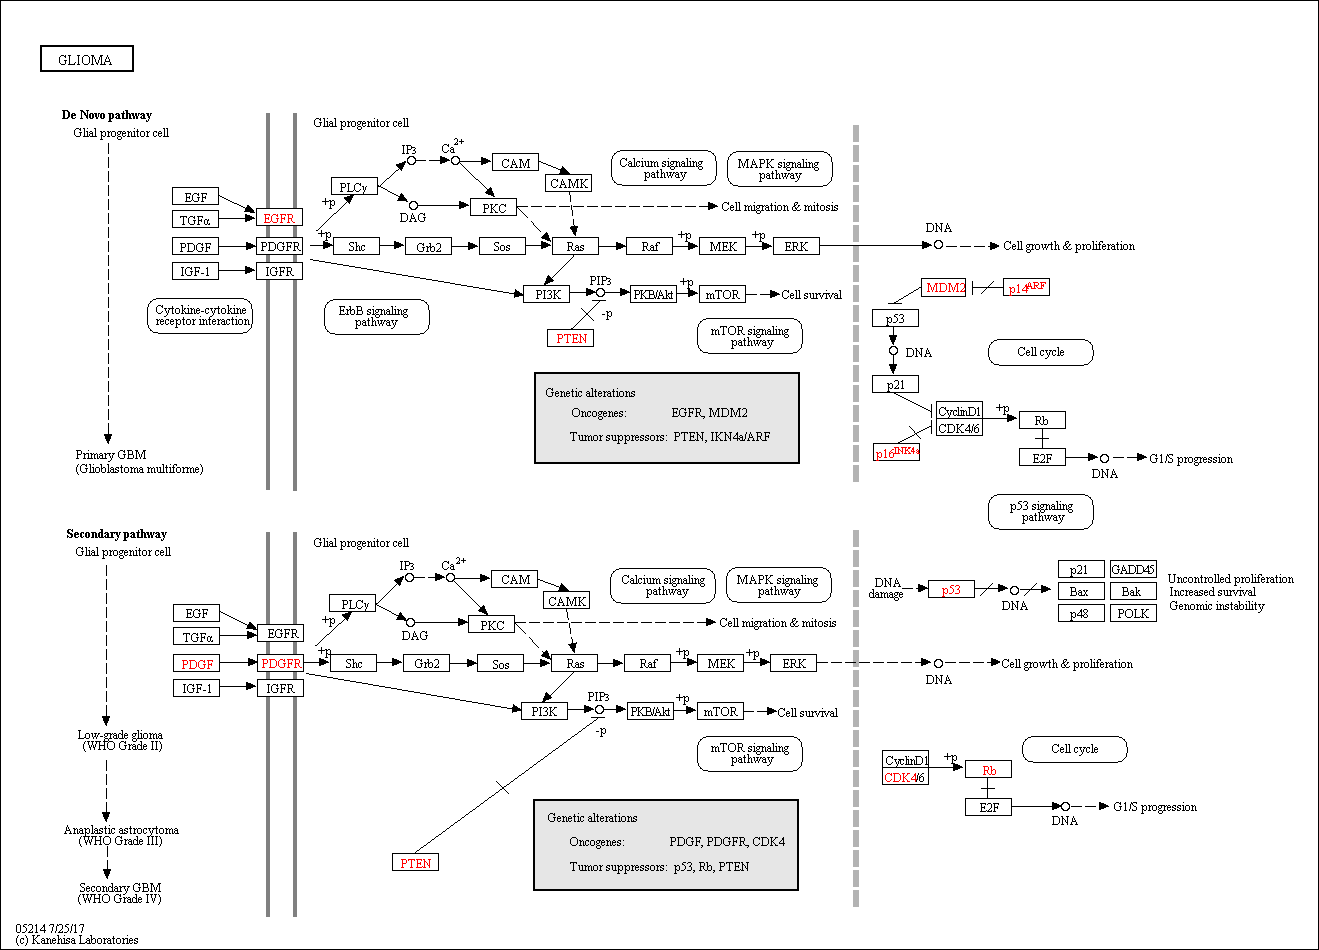 GLIOMA
De Novo pathway
Glial progenitor cell
Primary GBM
(Glioblastoma multiforme)
Glial progenitor cell
EGF
TGFα
PDGF
IGF-1
EGFR
PDGFR
IGFR
Cytokine-cytokine
receptor interaction
+p
+p
PLCγ
IP3
Ca2+
DAG
CAM
CAMK
PKC
Calcium signaling
pathway
MAPK signaling
pathway
Cell migration & mitosis
Shc
Grb2
Sos
Ras
Raf
+p
MEK
+p
ERK
DNA
Cell growth & proliferation
PI3K
PIP3
-p
PKB/Akt
+p
mTOR
Cell survival
PTEN
ErbB signaling
pathway
mTOR signaling
pathway
Genetic alterations
Oncogenes: EGFR, MDM2
Tumor suppressors: PTEN, IKN4a/ARF
MDM2
p14ARF
p53
DNA
Cell cycle
p21
CyclinD1
CDK4/6
+p
Rb
p16INK4a
E2F
DNA
G1/S progression
p53 signaling
pathway
Secondary pathway
Glial progenitor cell
Low-grade glioma
(WHO Grade II)
Anaplastic astrocytoma
(WHO Grade III)
Secondary GBM
(WHO Grade IV)
Glial progenitor cell
EGF
TGFα
PDGF
IGF-1
EGFR
PDGFR
IGFR
+p
+p
PLCγ
IP3
Ca2+
DAG
CAM
CAMK
PKC
Calcium signaling
pathway
MAPK signaling
pathway
Cell migration & mitosis
Shc
Grb2
Sos
Ras
Raf
+p
MEK
+p
ERK
DNA
Cell growth & proliferation
PI3K
PIP3
-p
PKB/Akt
+p
mTOR
Cell survival
mTOR signaling
pathway
PTEN
Genetic alterations
Oncogenes: PDGF, PDGFR, CDK4
Tumor suppressors: p53, Rb, PTEN
DNA
damage
p53
DNA
p21
GADD45
Bax
Bak
p48
POLK
Uncontrolled proliferation
Increased survival
Genomic instability
CyclinD1
CDK4/6
+p
Rb
Cell cycle
E2F
DNA
G1/S progression
05214 7/25/17
(c) Kanehisa Laboratories